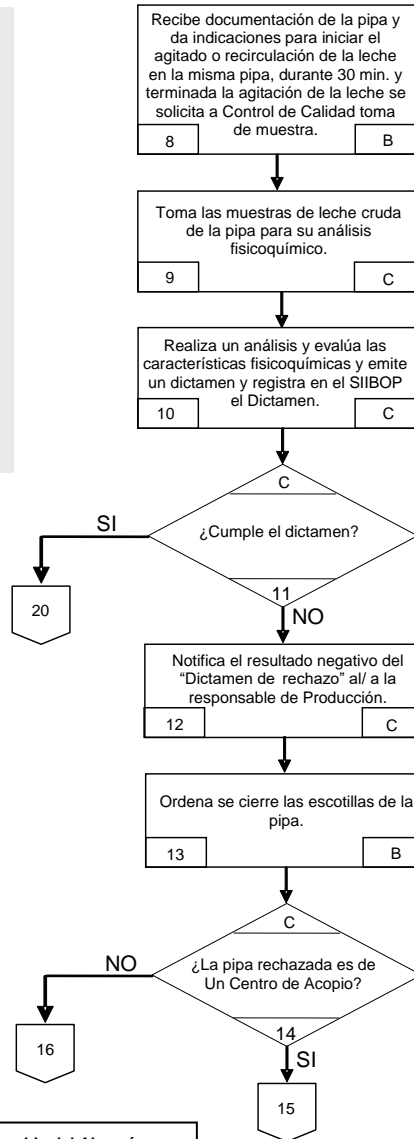 Recibe documentación de la pipa y
da indicaciones para iniciar el
agitado o recirculación de la leche
en la misma pipa, durante 30 min. y
terminada la agitación de la leche se
solicita a Control de Calidad toma
de muestra.
8
B
Toma las muestras de leche cruda
de la pipa para su análisis
fisicoquímico.
9
C
Realiza un análisis y evalúa las
características fisicoquímicas y emite
un dictamen y registra en el SIIBOP
el Dictamen.
10
C
C
SI
¿Cumple el dictamen?
20
11
NO
Notifica el resultado negativo del
“Dictamen de rechazo” al/ a la
responsable de Producción.
12
C
Ordena se cierre las escotillas de la
pipa.
13
B
C
NO
¿La pipa rechazada es de
Un Centro de Acopio?
14
16
SI
15